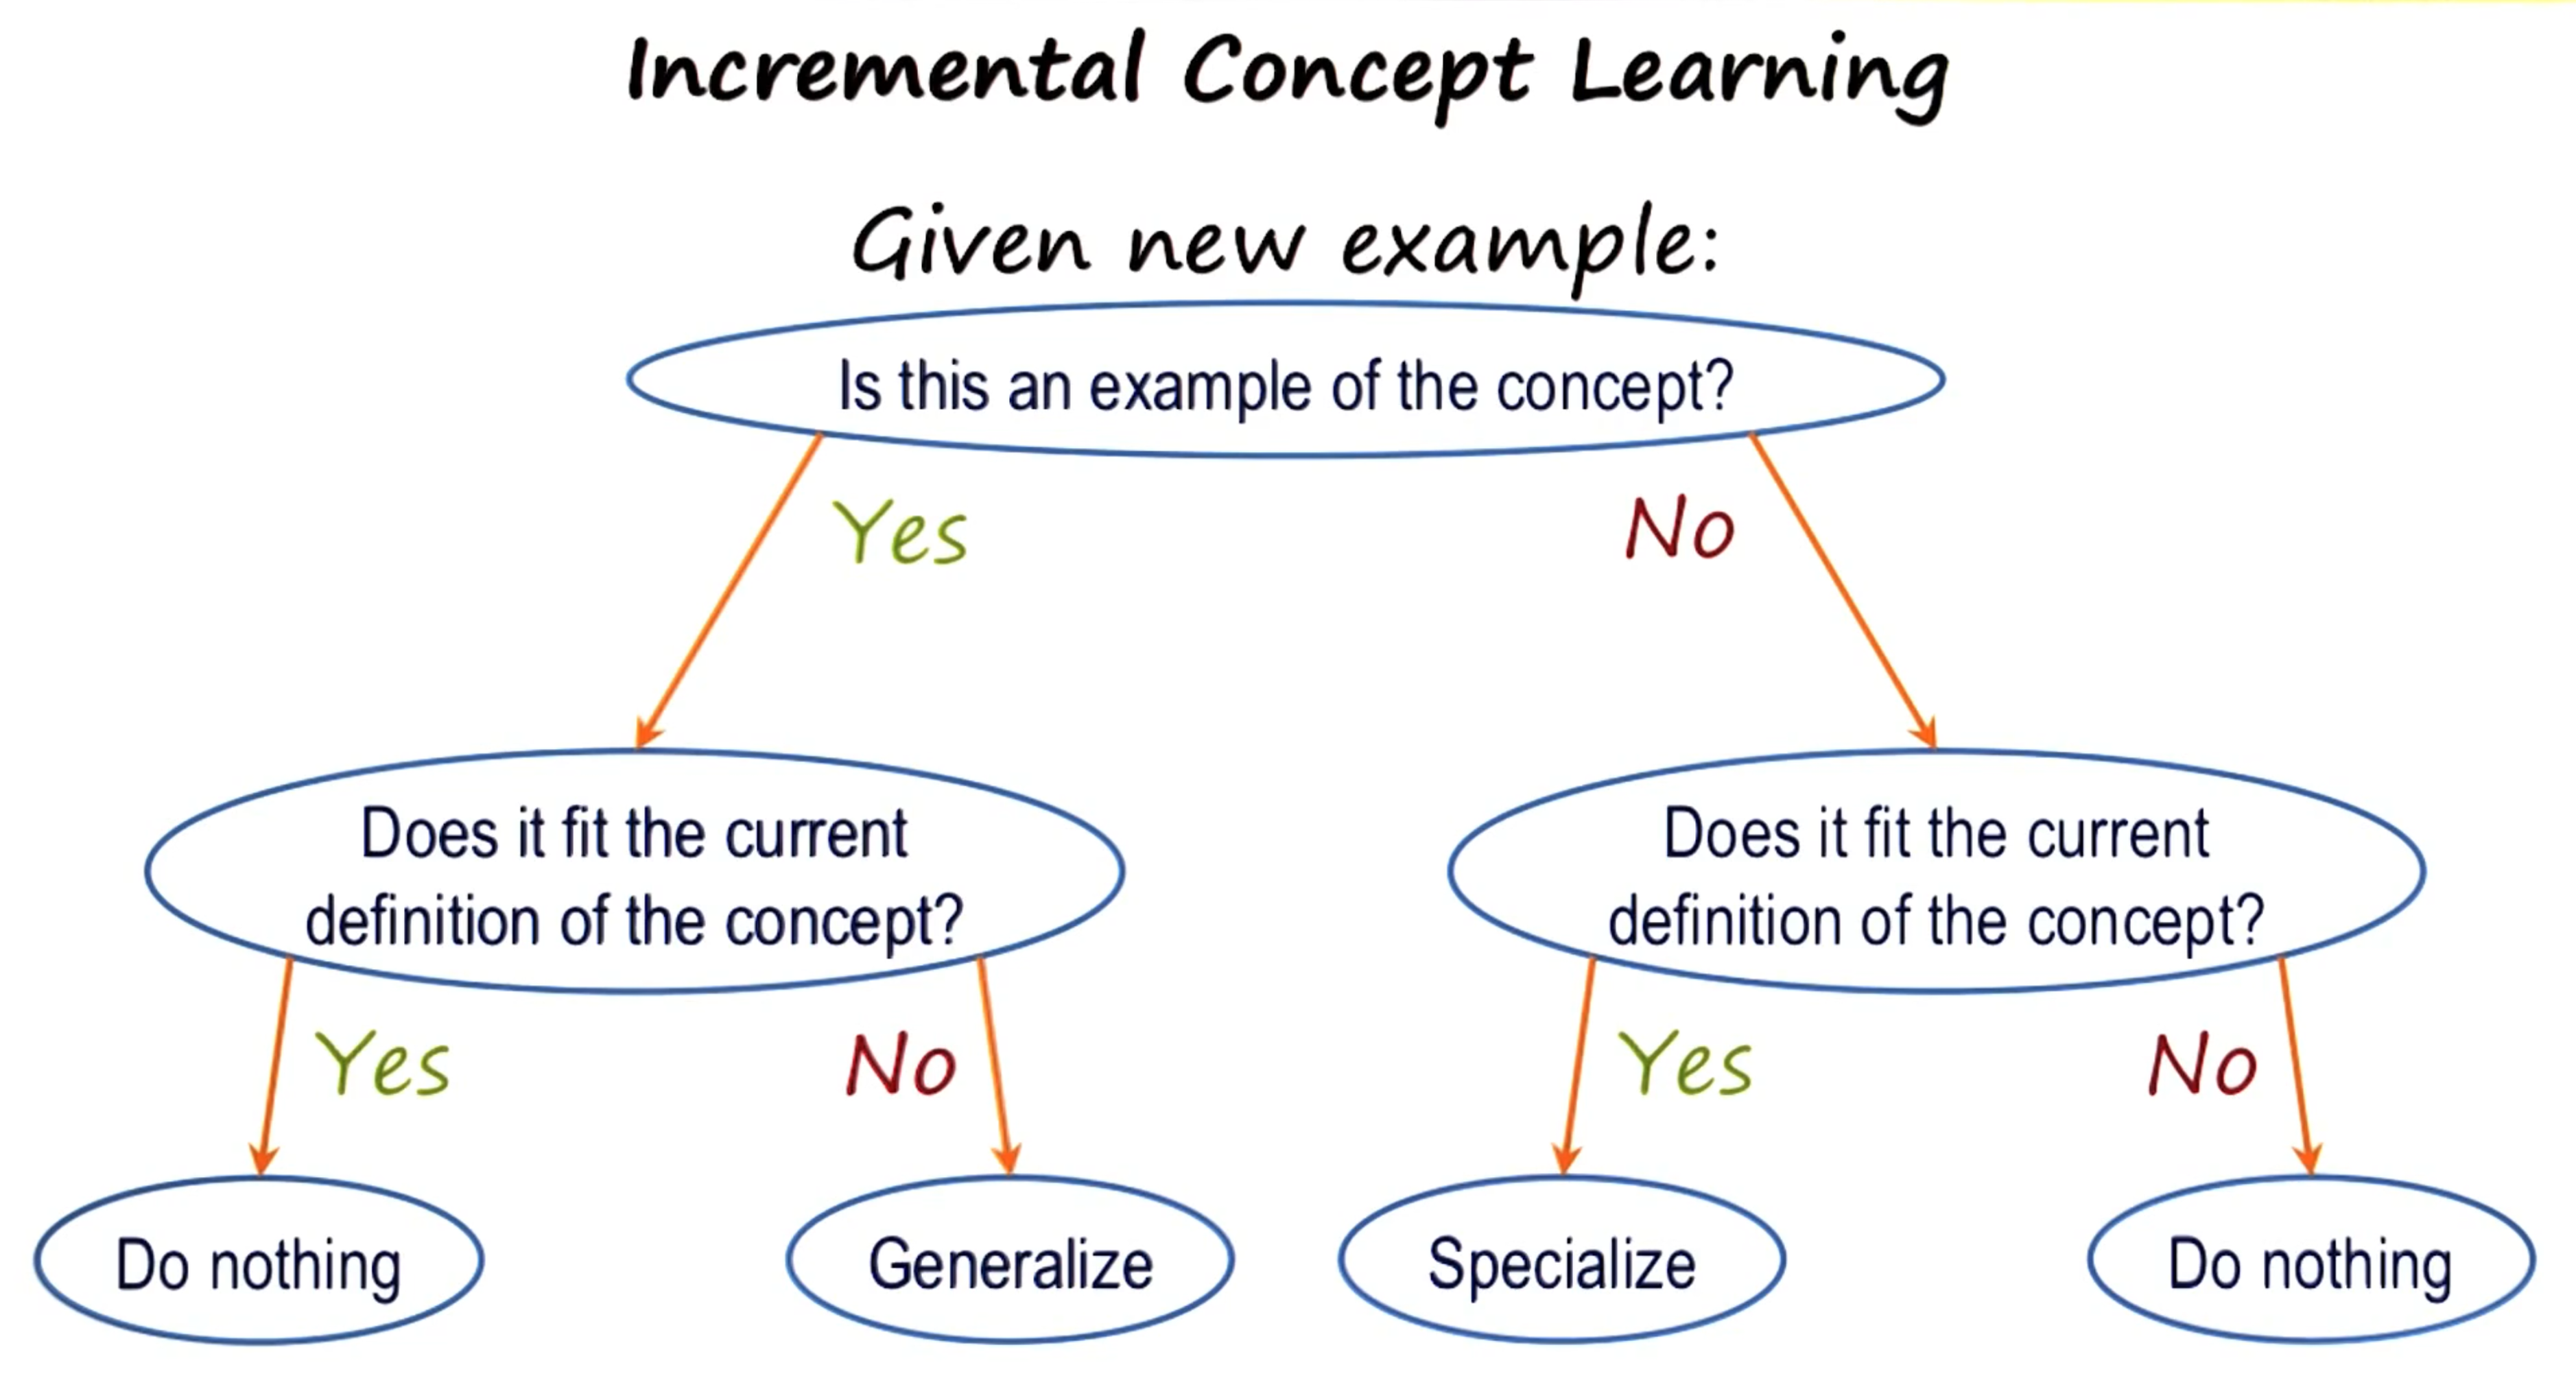 Incremental Concept Learning
Given new example:
Is this an example of the concept?
Yes
No
Does it fit the current
definition of the concept?
Does it fit the current
definition of the concept?
Yes
No
Yes
No
Do nothing
Generalize
Specialize
Do nothing